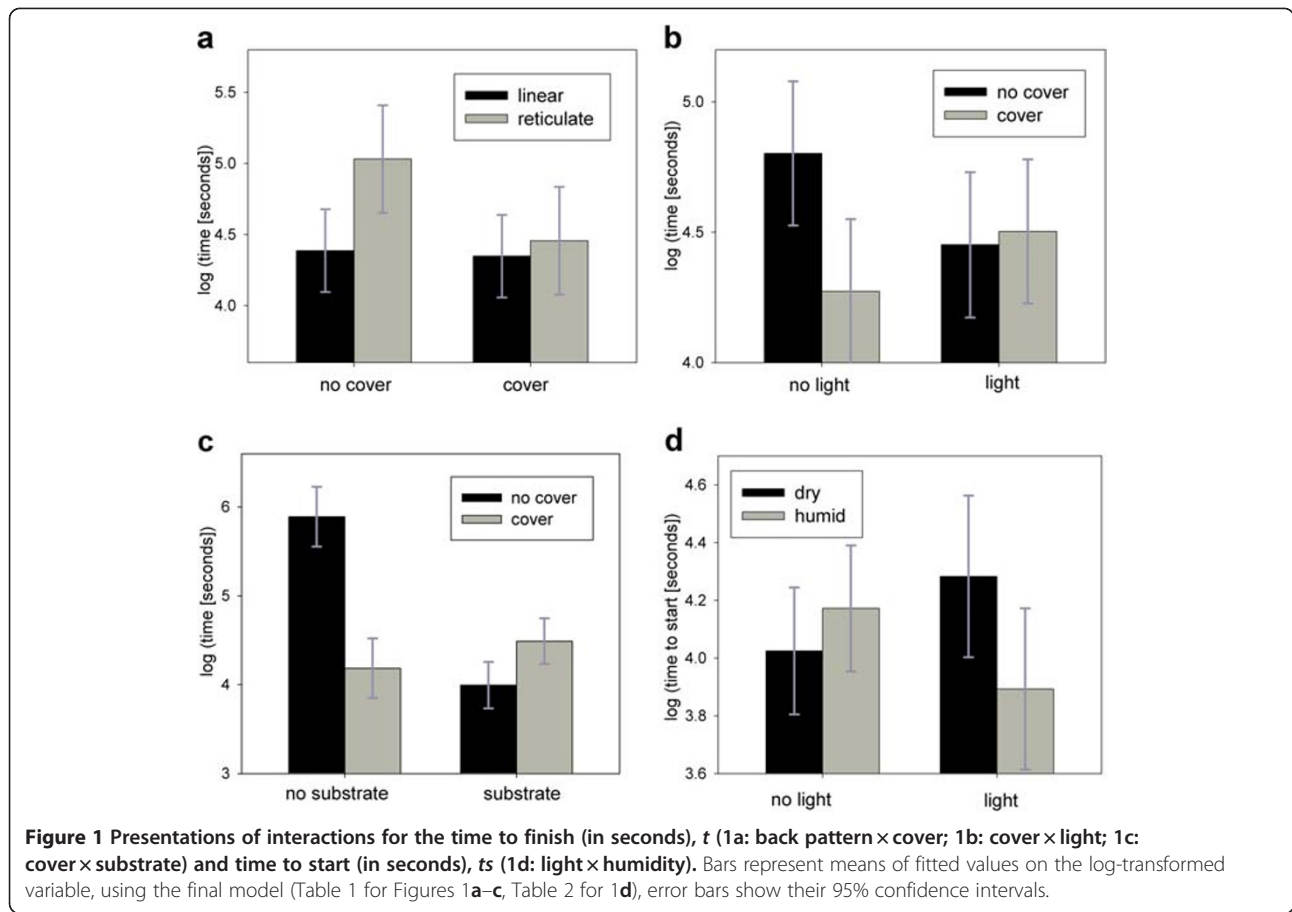 a
5.5
5.0
4.5
4.0
log (time [seconds])
linear
reticulate
no cover
cover
b
5.0
4.5
4.0
log (time [seconds])
no cover
cover
no light
light
c
6
5
4
3
log (time [seconds])
no cover
cover
no substrate
substrate
d
4.6
4.4
4.2
4.0
3.8
3.6
log (time to start [seconds])
dry
humid
no light
light
Figure 1 Presentations of interactions for the time to finish (in seconds), t (1a: back pattern × cover; 1b: cover × light; 1c:
cover × substrate) and time to start (in seconds), ts (1d: light × humidity). Bars represent means of fitted values on the log-transformed
variable, using the final model (Table 1 for Figures 1a–c, Table 2 for 1d), error bars show their 95% confidence intervals.